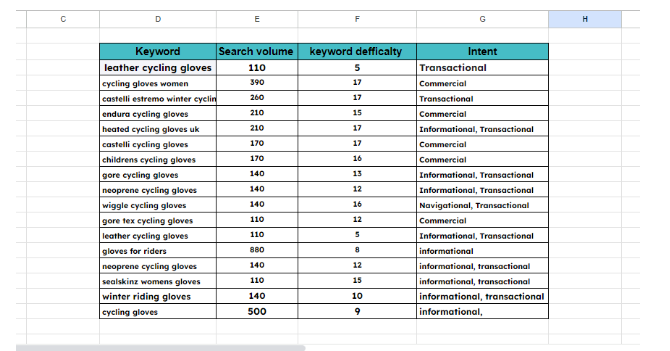 C D E F G H
Keyword Search volume keyword defficalty Intent
leather cycling gloves 110 5 Transactional
cycling gloves women 390 17 Commercial
castelli estremo winter cyclin 260 17 Transactional
endura cycling gloves 210 15 Commercial
heated cycling gloves uk 210 17 Informational, Transactional
castelli cycling gloves 170 17 Commercial
childrens cycling gloves 170 16 Commercial
gore cycling gloves 140 13 Informational, Transactional
neoprene cycling gloves 140 12 Informational, Transactional
wiggle cycling gloves 140 16 Navigational, Transactional
gore tex cycling gloves 110 12 Commercial
leather cycling gloves 110 5 Informational, Transactional
gloves for riders 880 8 informational
neoprene cycling gloves 140 12 informational, transactional
sealskinz womens gloves 110 15 informational, transactional
winter riding gloves 140 10 informational, transactional
cycling gloves 500 9 informational,